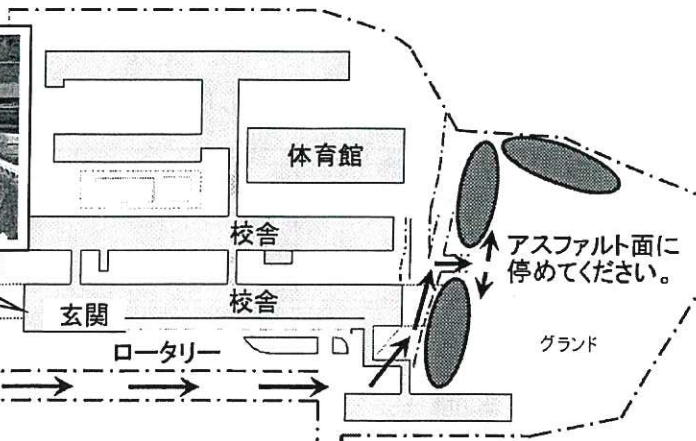 体育館
校舎
アスファルト面に
停めてください。
校舎
玄関
グランド
ロータリー